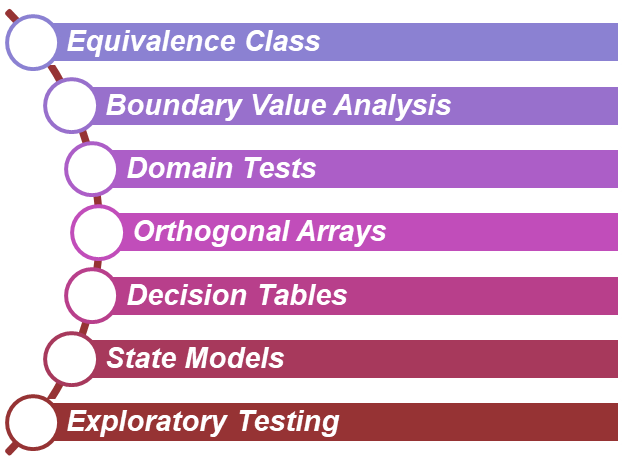 Equivalence Class
Boundary Value Analysis
Domain Tests
Orthogonal Arrays
Decision Tables
State Models
Exploratory Testing